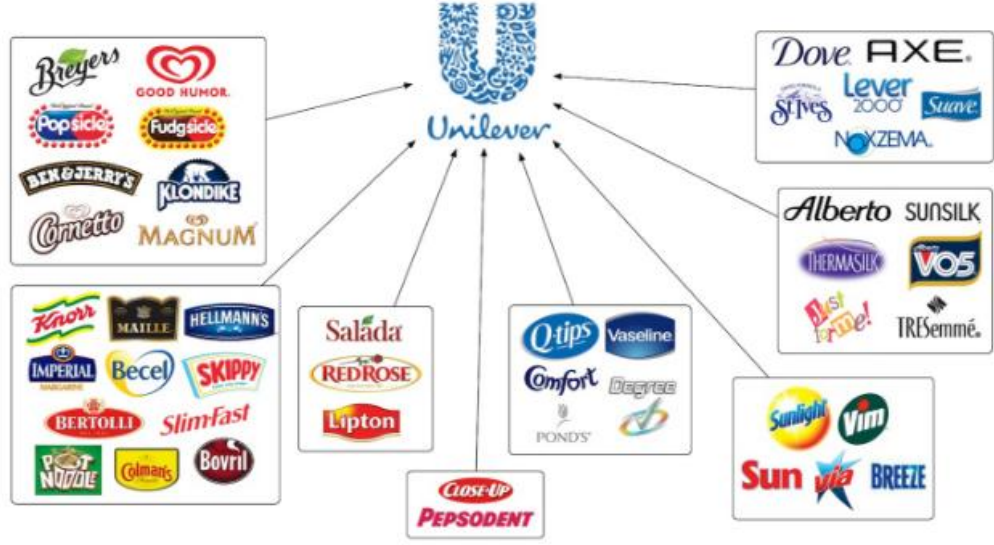 Unilever
Breyers
GOOD HUMOR.
Popsicle
Fudgsicle
BEN & JERRY'S
KLONDIKE
Cornetto
MAGNUM
Knorr
MAILLE
HELLMANN'S
IMPERIAL
MARGARINE
Becel
SKIPPY
BERTOLLI
Slim·Fast
POT NOODLE
Colman's
Bovril
Salada
RED ROSE
Lipton
CLOSE·UP
PEPSODENT
Q·tips
Vaseline
Comfort
Degree
POND'S
Dove AXE.
St. Ives
Lever 2000
Suave
NOXZEMA.
Alberto SUNSILK
THERMASILK
VO5
Just for me!
TRESemmé
Sunlight
Vim
Sun
via
BREEZE